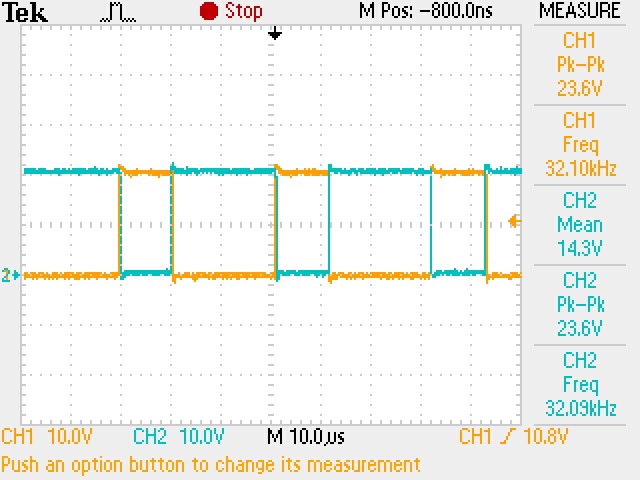 Tek Stop M Pos: -800.0ns MEASURE
CH1
Pk-Pk
23.6V
CH1
Freq
32.10kHz
CH2
Mean
14.3V
CH2
Pk-Pk
23.6V
CH2
Freq
32.09kHz
2
CH1 10.0V CH2 10.0V M 10.0µs CH1 10.8V
Push an option button to change its measurement